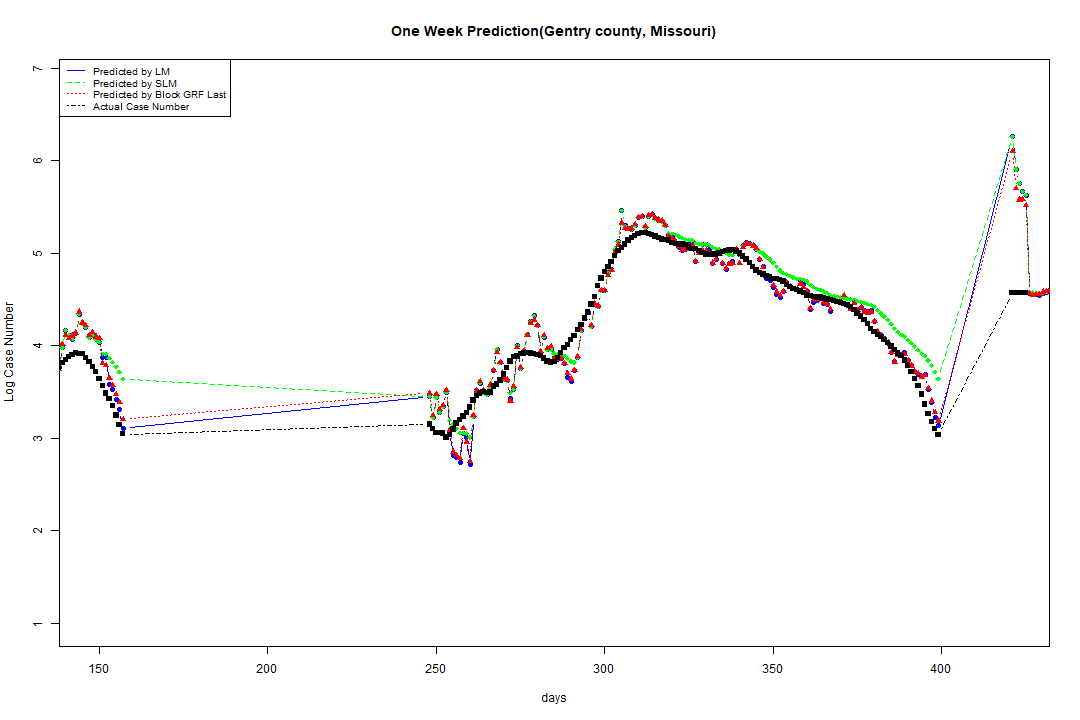 One Week Prediction(Gentry county, Missouri)
Predicted by LM
Predicted by SLM
Predicted by Block GRF Last
Actual Case Number
7
6
5
4
3
2
1
Log Case Number
150 200 250 300 350 400
days